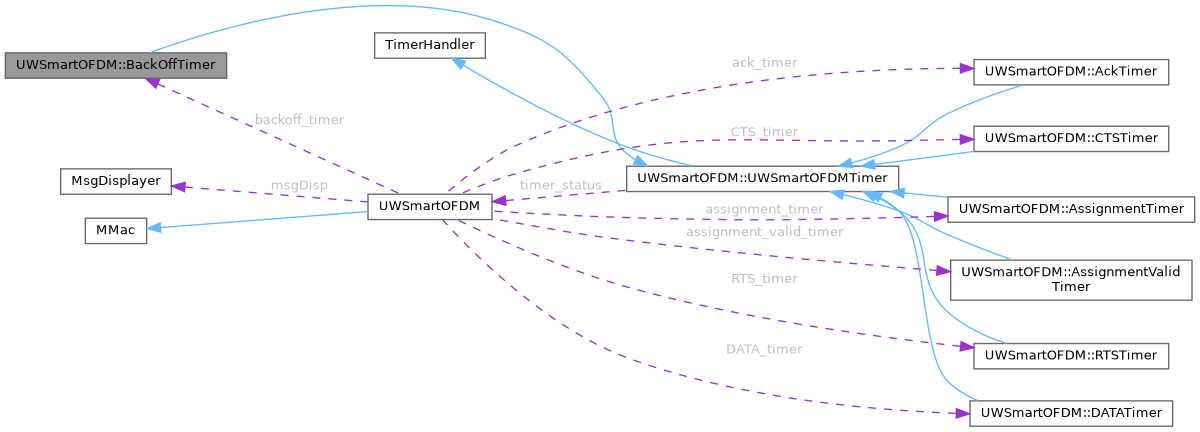 UWSmartOFDM::BackOffTimer
TimerHandler
ack_timer
UWSmartOFDM::AckTimer
backoff_timer
CTS_timer
UWSmartOFDM::CTSTimer
MsgDisplayer
msgDisp
timer_status
UWSmartOFDM::UWSmartOFDMTimer
UWSmartOFDM
assignment_timer
UWSmartOFDM::AssignmentTimer
MMac
assignment_valid_timer
UWSmartOFDM::AssignmentValid
Timer
RTS_timer
UWSmartOFDM::RTSTimer
DATA_timer
UWSmartOFDM::DATATimer